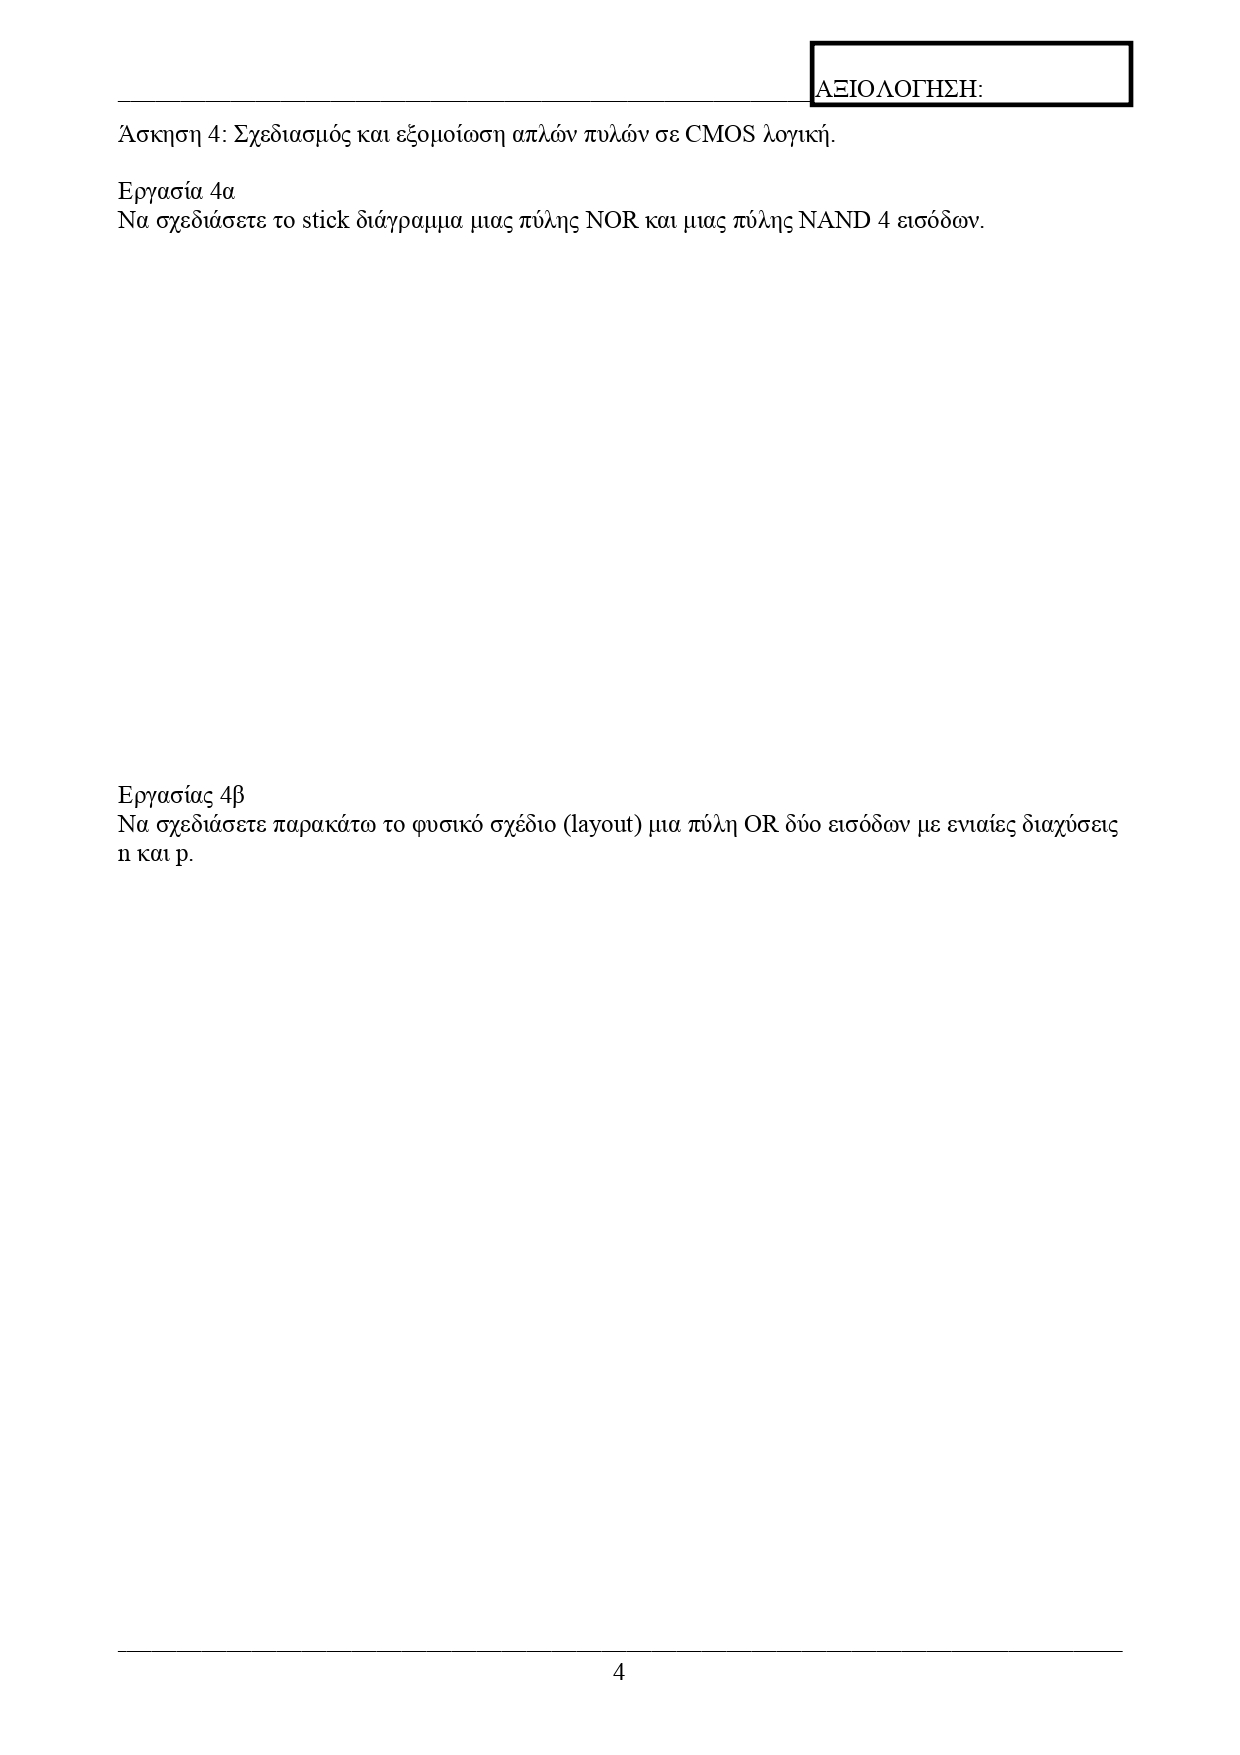 ΑΞΙΟΛΟΓΗΣΗ:
Άσκηση 4: Σχεδιασμός και εξομοίωση απλών πυλών σε CMOS λογική.
Εργασία 4α
Να σχεδιάσετε το stick διάγραμμα μιας πύλης NOR και μιας πύλης NAND 4 εισόδων.
Εργασίας 4β
Να σχεδιάσετε παρακάτω το φυσικό σχέδιο (layout) μια πύλη OR δύο εισόδων με ενιαίες διαχύσεις
n και p.
4